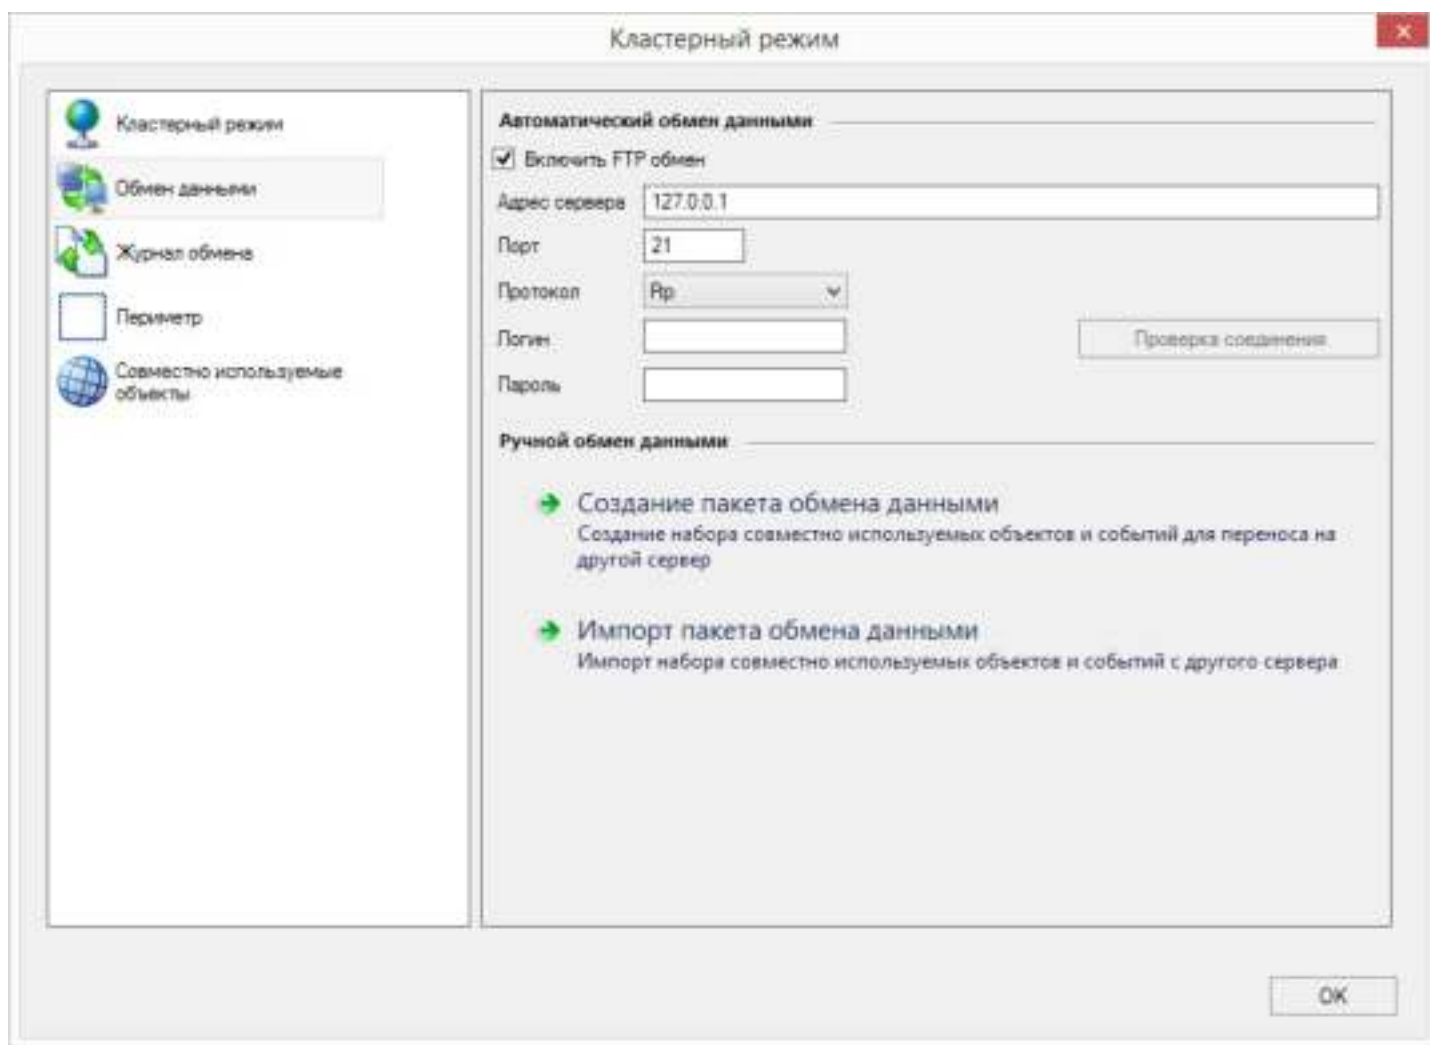 Кластерный режим
Кластерный режим
Обмен данными
Журнал обмена
Периметр
Совместно используемые
объекты
Автоматический обмен данными
Включить FTP обмен
Адрес сервера 127.0.0.1
Порт 21
Протокол Ftp
Логин
Проверка соединения
Пароль
Ручной обмен данными
Создание пакета обмена данными
Создание набора совместно используемых объектов и событий для переноса на
другой сервер
Импорт пакета обмена данными
Импорт набора совместно используемых объектов и событий с другого сервера
OK